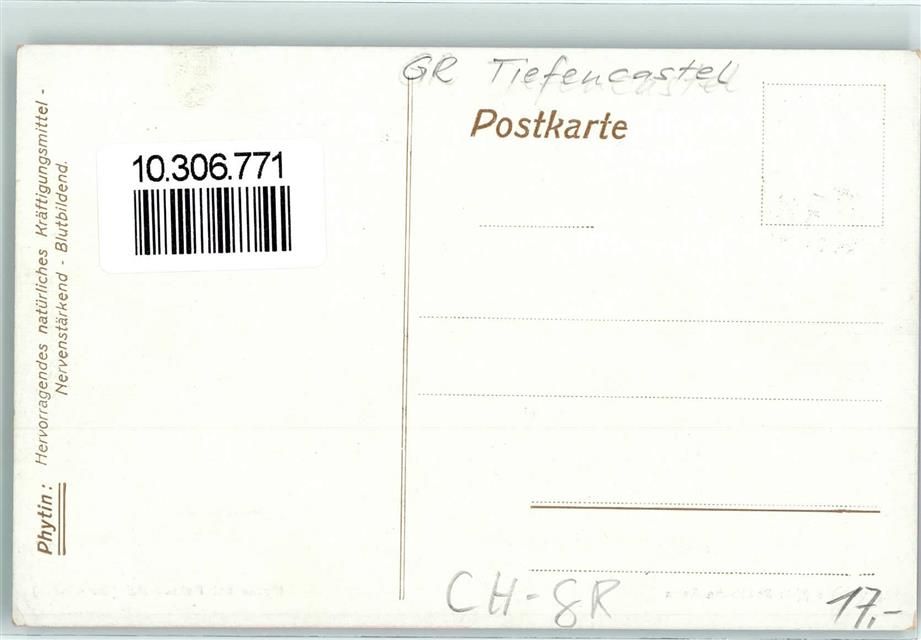 GR Tiefencastel
Postkarte
10.306.771
Phytin: Hervorragendes natürliches Kräftigungsmittel -
Nervenstärkend - Blutbildend.
CH-GR
17,-